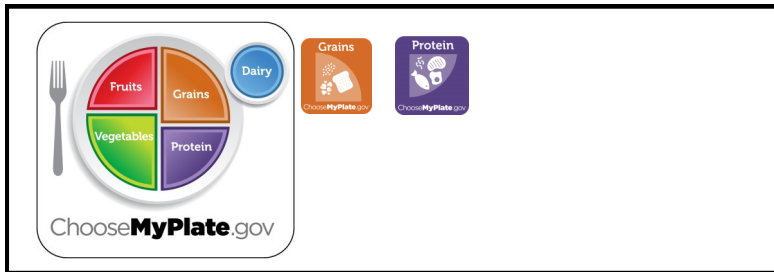 Fruits
Grains
Dairy
Vegetables
Protein
ChooseMyPlate.gov
Grains
ChooseMyPlate.gov
Protein
ChooseMyPlate.gov